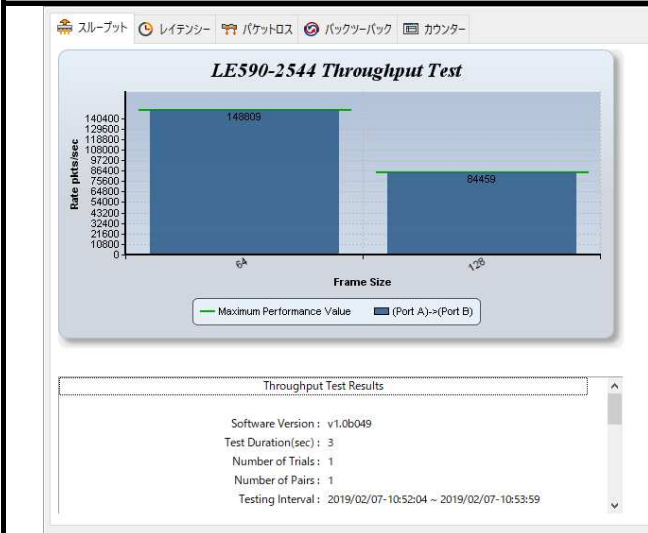 スループット レイテンシー パケットロス バックツーバック カウンター
LE590-2544 Throughput Test
Rate pkts/sec
140400
129600
118800
108000
97200
86400
75600
64800
54000
43200
32400
21600
10800
0
148809
84459
64
128
Frame Size
Maximum Performance Value (Port A)->(Port B)
Throughput Test Results
Software Version : v1.0b049
Test Duration(sec) : 3
Number of Trials : 1
Number of Pairs : 1
Testing Interval : 2019/02/07-10:52:04 ~ 2019/02/07-10:53:59